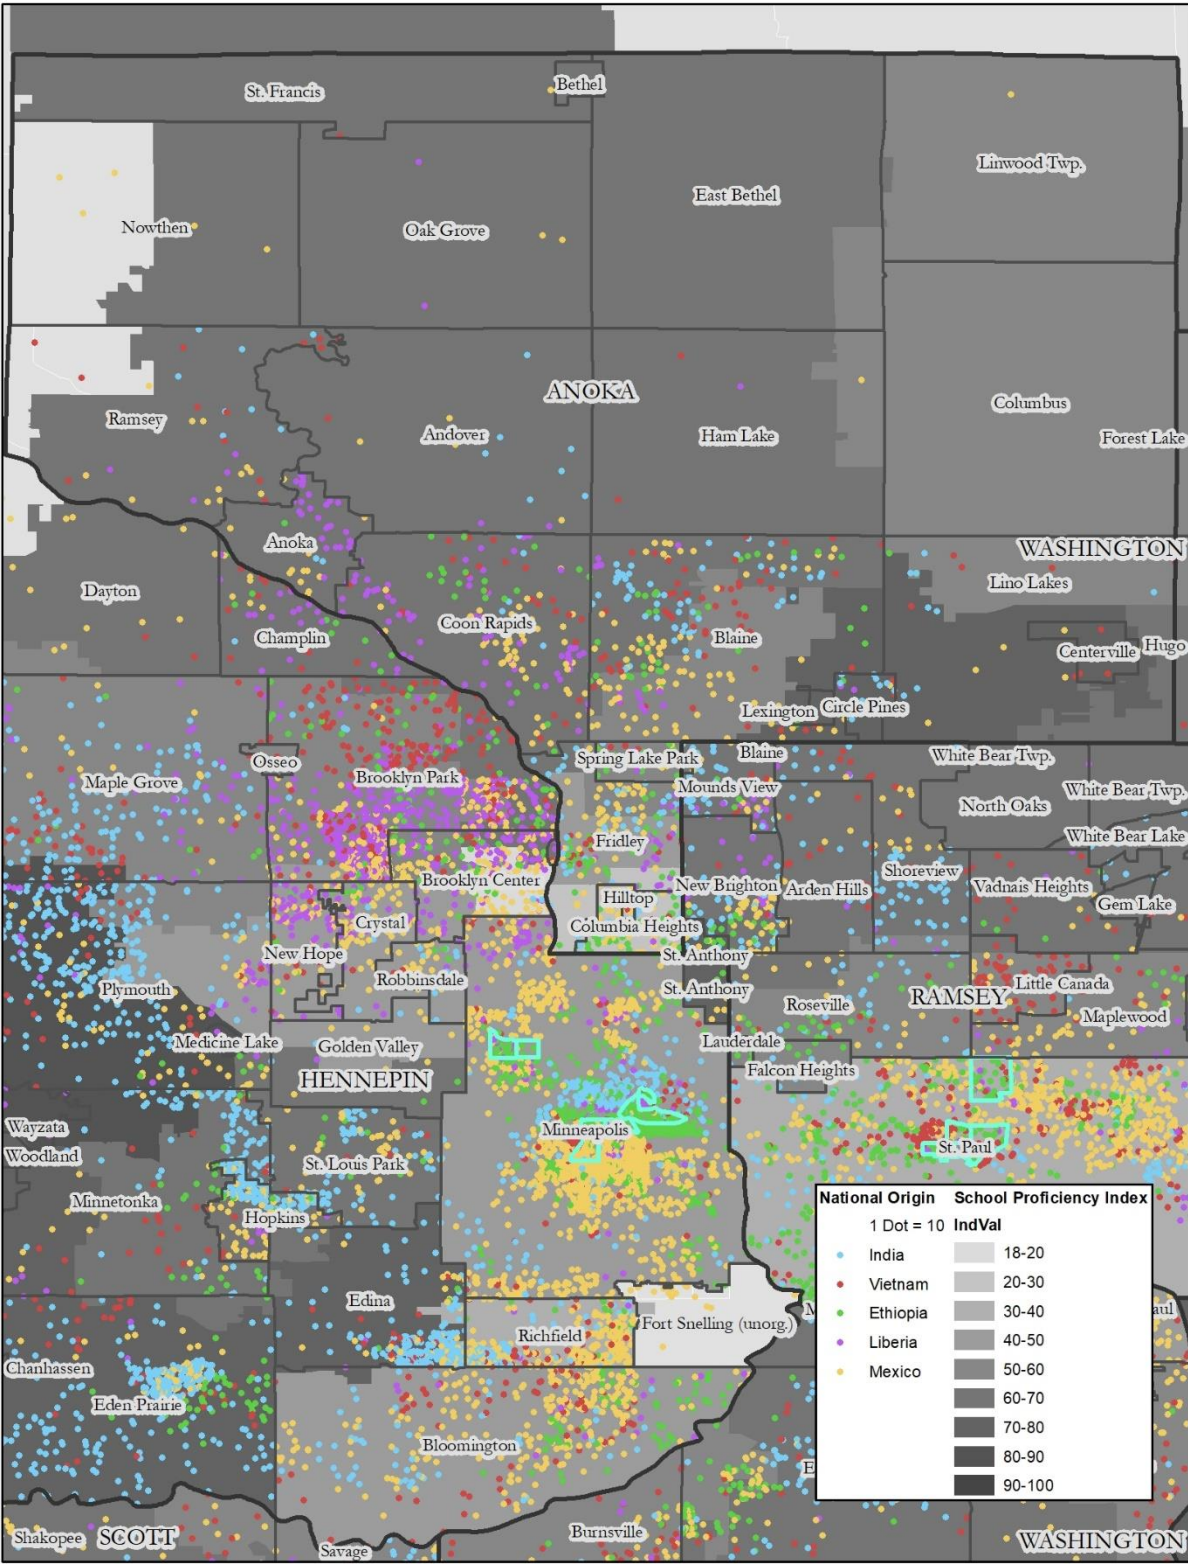 St. Francis
Bethel
Linwood Twp.
East Bethel
Nowthen
Oak Grove
ANOKA
Columbus
Ramsey
Andover
Ham Lake
Forest Lake
Anoka
WASHINGTON
Lino Lakes
Dayton
Champlin
Coon Rapids
Blaine
Centerville
Hugo
Lexington
Circle Pines
Osseo
Spring Lake Park
Blaine
White Bear Twp.
Maple Grove
Brooklyn Park
Mounds View
North Oaks
White Bear Twp.
Fridley
White Bear Lake
Brooklyn Center
New Brighton
Arden Hills
Shoreview
Vadnais Heights
Gem Lake
Hilltop
Crystal
Columbia Heights
New Hope
St. Anthony
Robbinsdale
Plymouth
St. Anthony
Roseville
RAMSEY
Little Canada
Maplewood
Medicine Lake
Golden Valley
Lauderdale
Falcon Heights
HENNEPIN
Wayzata
Minneapolis
Woodland
St. Louis Park
St. Paul
Minnetonka
Hopkins
National Origin School Proficiency Index
1 Dot = 10 IndVal
India 18-20
Vietnam 20-30
Ethiopia 30-40
Liberia 40-50
Mexico 50-60
60-70
70-80
80-90
90-100
Edina
Fort Snelling (unorg.)
Richfield
Chanhassen
Eden Prairie
Bloomington
Shakopee
SCOTT
Savage
Burnsville
WASHINGTON